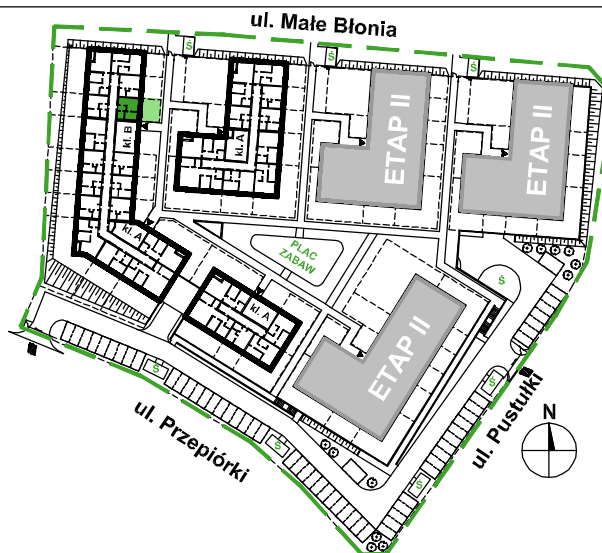 ul. Małe Błonia
Ś
Ś
Ś
kl. B
kl. A
ETAP II
ETAP II
kl. A
PLAC
ZABAW
Ś
kl. A
ETAP II
Ś
Ś
ul. Przepiórki
Ś
Ś
ul. Pustułki
N